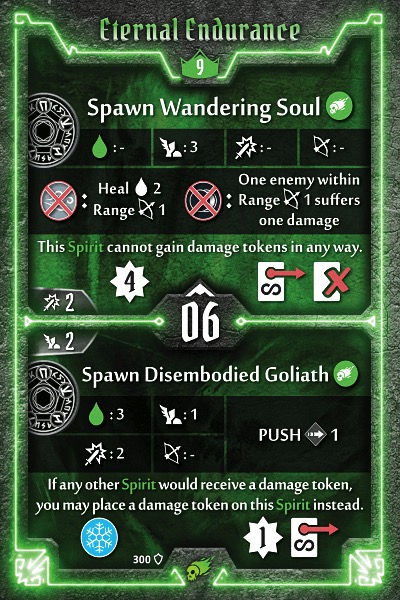 Eternal Endurance
9
Spawn Wandering Soul
:- :3 :- :-
: Heal 2
Range 1
: One enemy within
Range 1 suffers
one damage
This Spirit cannot gain damage tokens in any way.
4
2
06
2
Spawn Disembodied Goliath
:3 :1
:2 :-
PUSH 1
If any other Spirit would receive a damage token,
you may place a damage token on this Spirit instead.
1
300